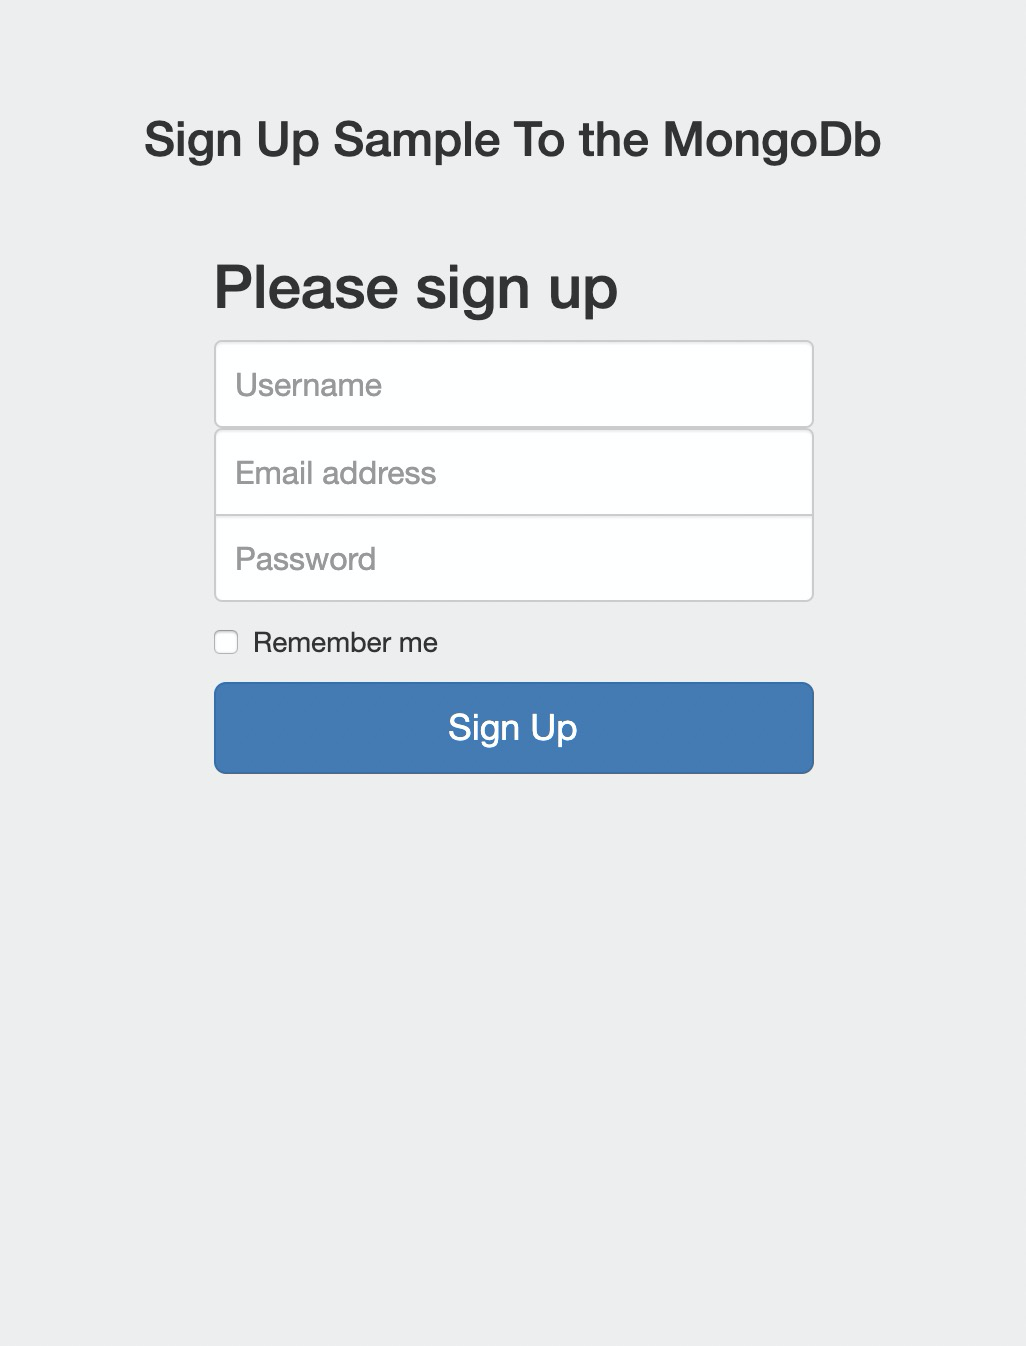 Sign Up Sample To the MongoDb
Please sign up
Username
Email address
Password
Remember me
Sign Up